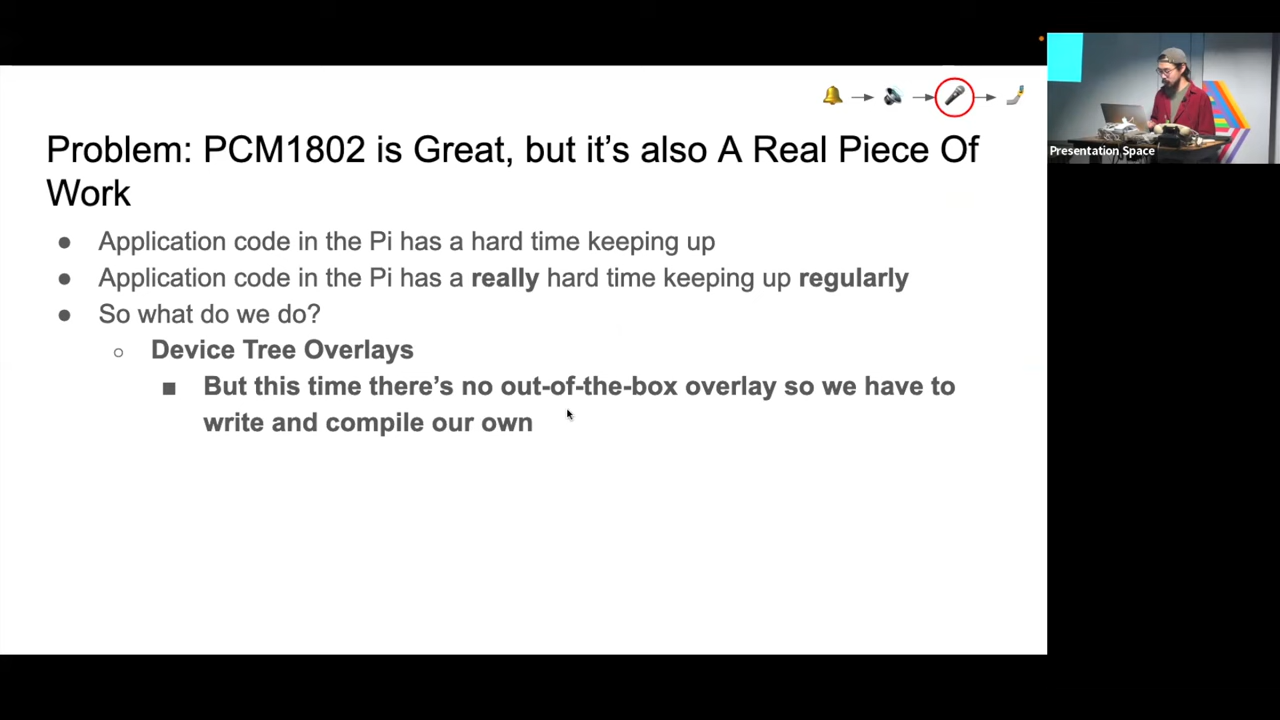 Problem: PCM1802 is Great, but it’s also A Real Piece Of
Work
● Application code in the Pi has a hard time keeping up
● Application code in the Pi has a really hard time keeping up regularly
● So what do we do?
○ Device Tree Overlays
■ But this time there’s no out-of-the-box overlay so we have to
write and compile our own
Presentation Space